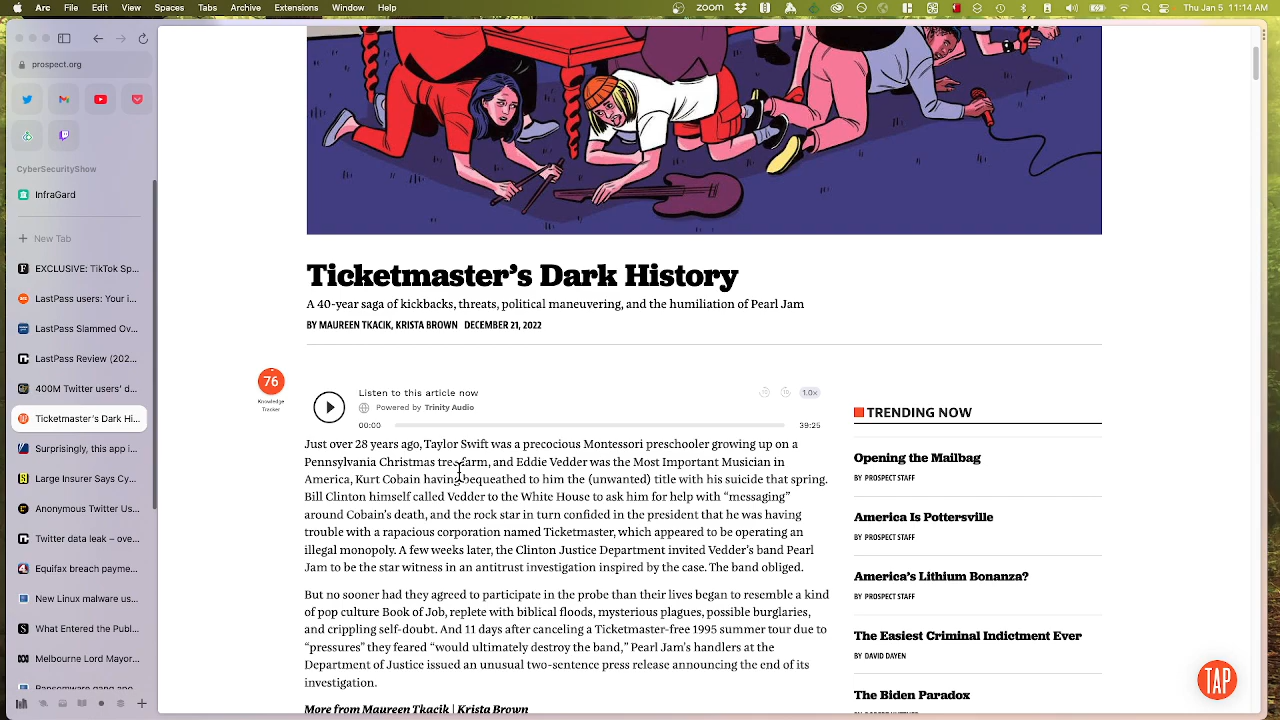 Arc File Edit View Spaces Tabs Archive Extensions Window Help
200M
11114
prospect.org
CyberSecurityShow
New Tab
EXCLUSIVE: TikTok Sp...
Kali Linux: Your i...
Lastpass Slammed Ov...
LastPass Review (202...
400M Twitter users' d...
Ticketmaster's Dark Hi...
Large Insurer Says Cy...
Anonymous Twitter Ca...
Twitter data leak – ove...
Equifax breach payme...
New Linux malware us...
She Entered the Journal...
Melbourne Lord Mayor...
Ransomware Gang ap...
Ticketmaster's Dark History
A 40-year saga of kickbacks, threats, political maneuvering, and the humiliation of Pearl Jam
BY MAUREEN TKACIK, KRISTA BROWN DECEMBER 21, 2022
76
Knowledge
Tracker
Listen to this article now
10 10 1.0x
Powered by Trinity Audio
00:00 39:25
Just over 28 years ago, Taylor Swift was a precocious Montessori preschooler growing up on a
Pennsylvania Christmas tree farm, and Eddie Vedder was the Most Important Musician in
America, Kurt Cobain having bequeathed to him the (unwanted) title with his suicide that spring.
Bill Clinton himself called Vedder to the White House to ask him for help with “messaging”
around Cobain's death, and the rock star in turn confided in the president that he was having
trouble with a rapacious corporation named Ticketmaster, which appeared to be operating an
illegal monopoly. A few weeks later, the Clinton Justice Department invited Vedder's band Pearl
Jam to be the star witness in an antitrust investigation inspired by the case. The band obliged.
But no sooner had they agreed to participate in the probe than their lives began to resemble a kind
of pop culture Book of Job, replete with biblical floods, mysterious plagues, possible burglaries,
and crippling self-doubt. And 11 days after canceling a Ticketmaster-free 1995 summer tour due to
“pressures” they feared “would ultimately destroy the band,” Pearl Jam's handlers at the
Department of Justice issued an unusual two-sentence press release announcing the end of its
investigation.
More from Maureen Tkacik | Krista Brown
TRENDING NOW
Opening the Mailbag
BY PROSPECT STAFF
America Is Pottersville
BY PROSPECT STAFF
America's Lithium Bonanza?
BY PROSPECT STAFF
The Easiest Criminal Indictment Ever
BY DAVID DAYEN
The Biden Paradox
TAP